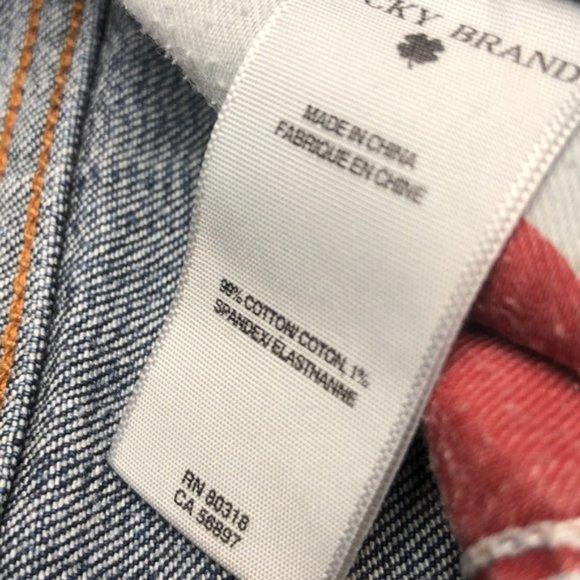 CKY BRAND
MADE IN CHINA
FABRIQUE EN CHINE
99% COTTON/ COTON, 1%
SPANDEX/ ELASTHANNE
RN 80318
CA 56897